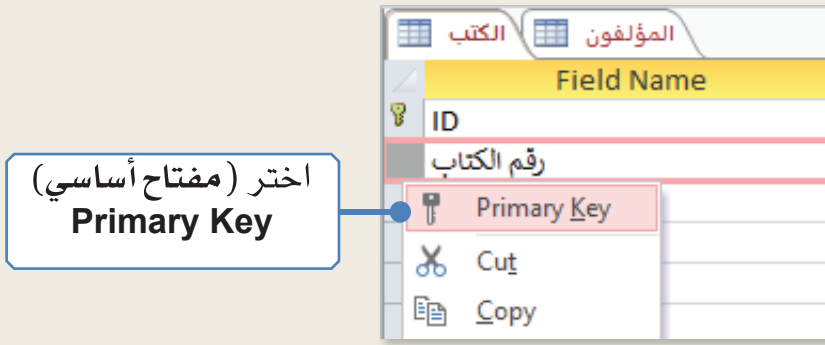 الكتب المؤلفون
Field Name
ID
رقم الكتاب
اختر (مفتاح أساسي)
Primary Key
Primary Key
Cut
Copy